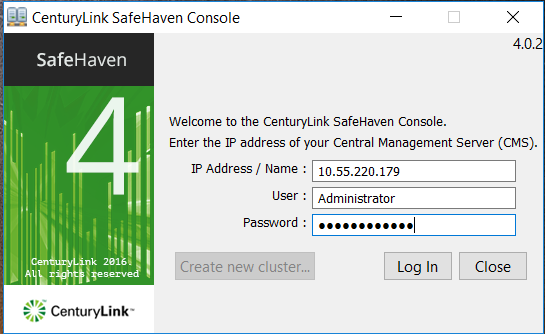 CenturyLink SafeHaven Console
4.0.2
SafeHaven
4
Welcome to the CenturyLink SafeHaven Console.
Enter the IP address of your Central Management Server (CMS).
IP Address / Name : 10.55.220.179
User : Administrator
Password : ●●●●●●●●●●●●
CenturyLink 2016.
All rights reserved
Create new cluster...
Log In
Close
CenturyLink™